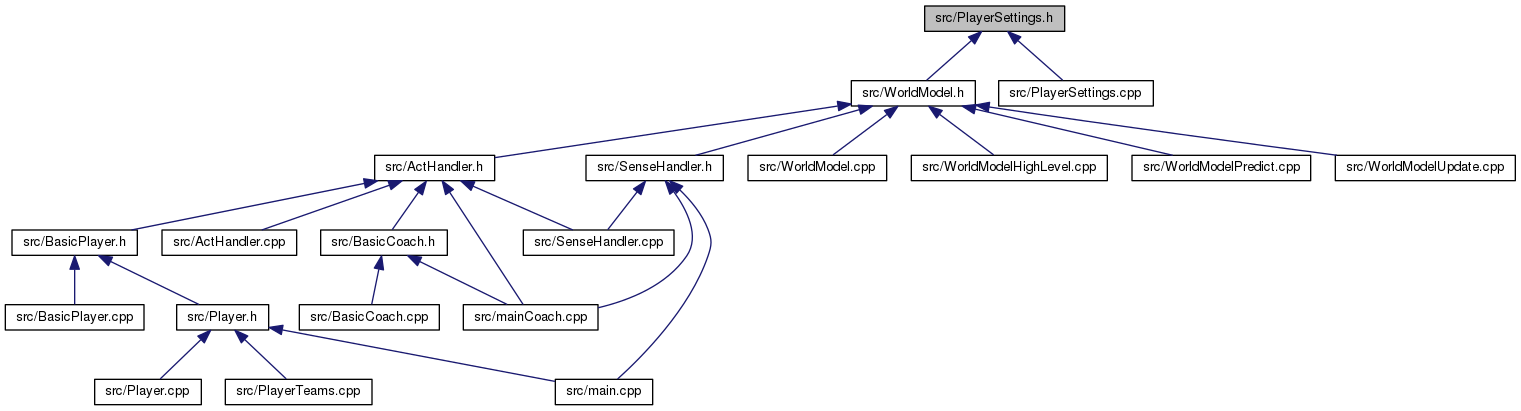 src/PlayerSettings.h
src/WorldModel.h
src/PlayerSettings.cpp
src/ActHandler.h
src/SenseHandler.h
src/WorldModel.cpp
src/WorldModelHighLevel.cpp
src/WorldModelPredict.cpp
src/WorldModelUpdate.cpp
src/BasicPlayer.h
src/ActHandler.cpp
src/BasicCoach.h
src/SenseHandler.cpp
src/BasicPlayer.cpp
src/Player.h
src/BasicCoach.cpp
src/mainCoach.cpp
src/Player.cpp
src/PlayerTeams.cpp
src/main.cpp